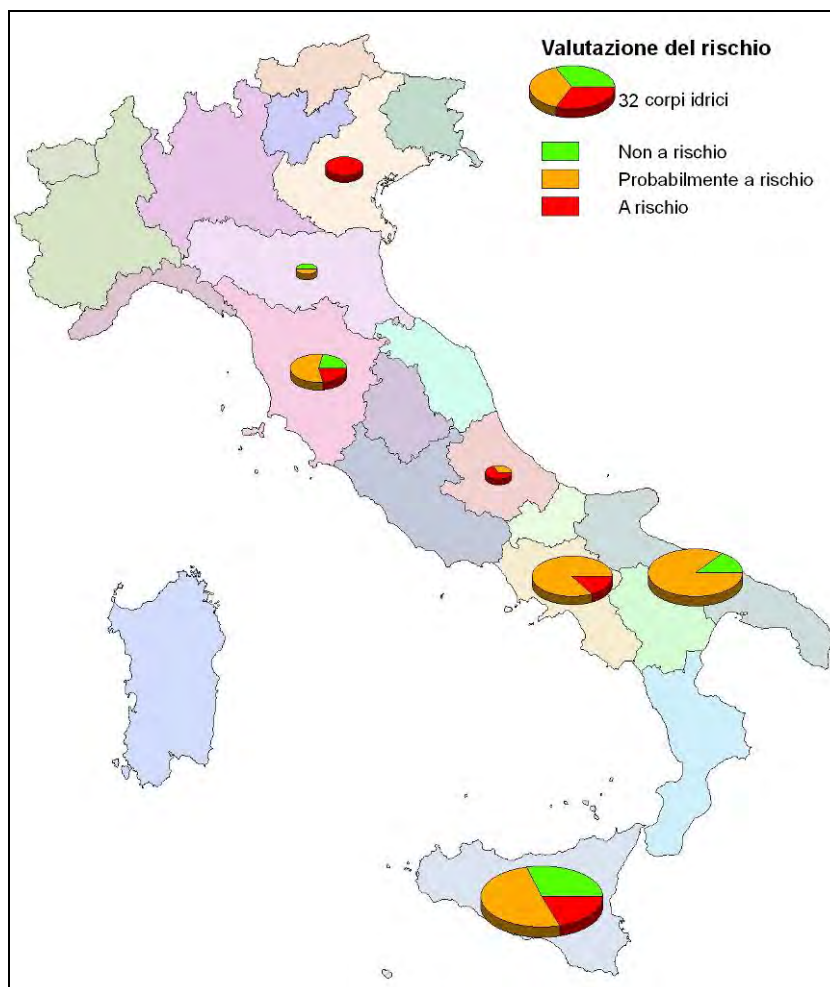 Valutazione del rischio
32 corpi idrici
Non a rischio
Probabilmente a rischio
A rischio